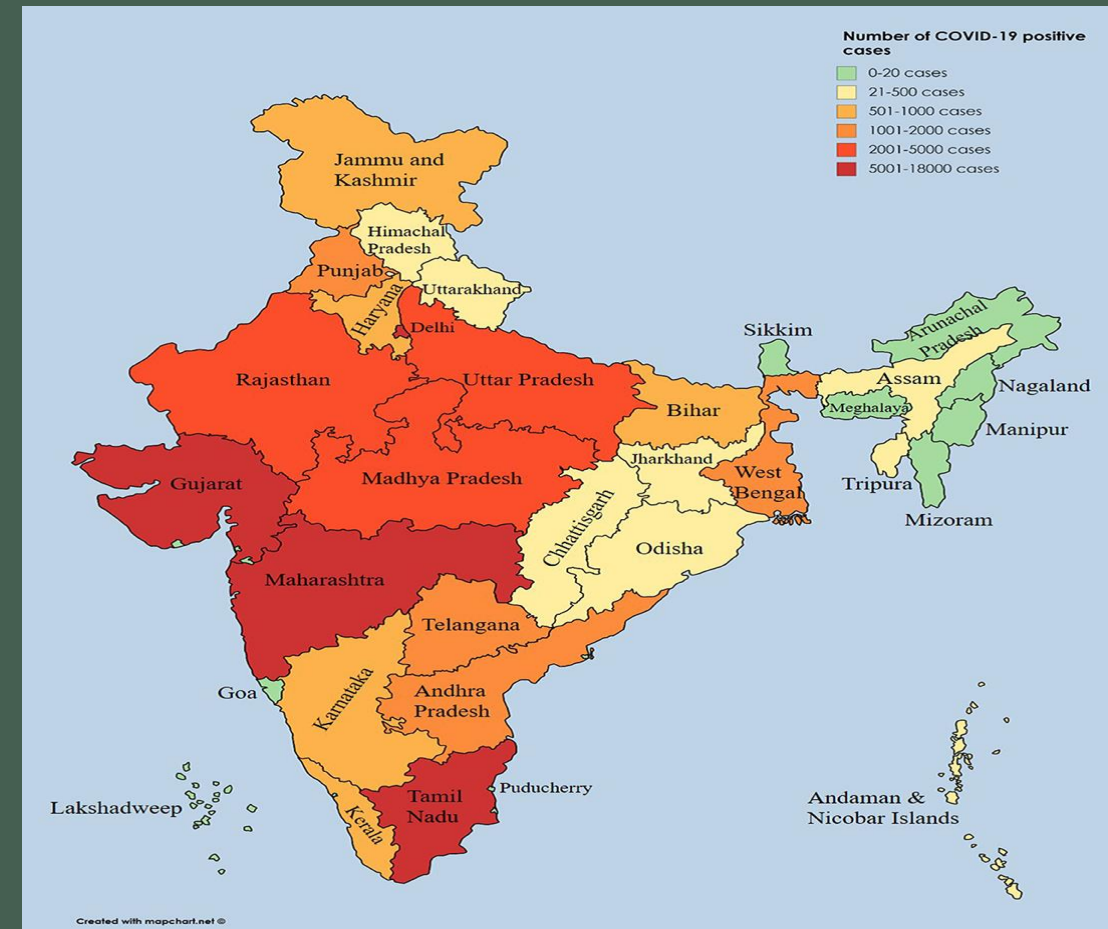 Number of COVID-19 positive
cases
0-20 cases
21-500 cases
501-1000 cases
1001-2000 cases
2001-5000 cases
5001-18000 cases
Jammu and
Kashmir
Himachal
Pradesh
Punjab
Uttarakhand
Haryana
Delhi
Sikkim
Arunachal
Pradesh
Rajasthan
Uttar Pradesh
Assam
Nagaland
Bihar
Meghalaya
Manipur
Jharkhand
Gujarat
Madhya Pradesh
West
Bengal
Tripura
Mizoram
Chhattisgarh
Odisha
Maharashtra
Telangana
Goa
Karnataka
Andhra
Pradesh
Puducherry
Lakshadweep
Tamil
Nadu
Kerala
Andaman &
Nicobar Islands
Created with mapchart.net ©